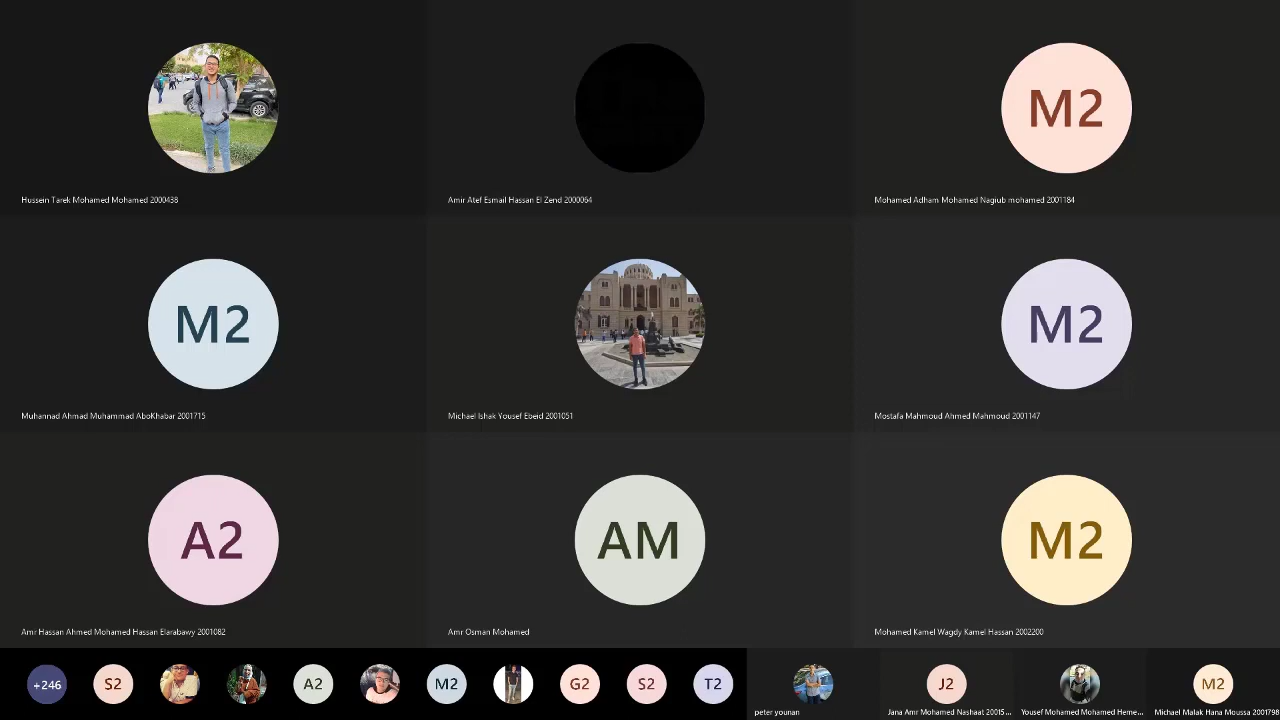 Hussein Tarek Mohamed Mohamed 2000438
Amir Atef Esmail Hassan El Zend 2000064
M2
Mohamed Adham Mohamed Nagiub mohamed 2001184
M2
Muhannad Ahmad Muhammad AboKhabar 2001715
Michael Ishak Yousef Ebeid 2001051
M2
Mostafa Mahmoud Ahmed Mahmoud 2001147
A2
Amr Hassan Ahmed Mohamed Hassan Elarabawy 2001082
AM
Amr Osman Mohamed
M2
Mohamed Kamel Wagdy Kamel Hassan 2002200
+246
S2
A2
M2
G2
S2
T2
peter younan
J2
Jana Amr Mohamed Nashaat 20015...
Yousef Mohamed Mohamed Heme...
M2
Michael Malak Hana Moussa 2001798